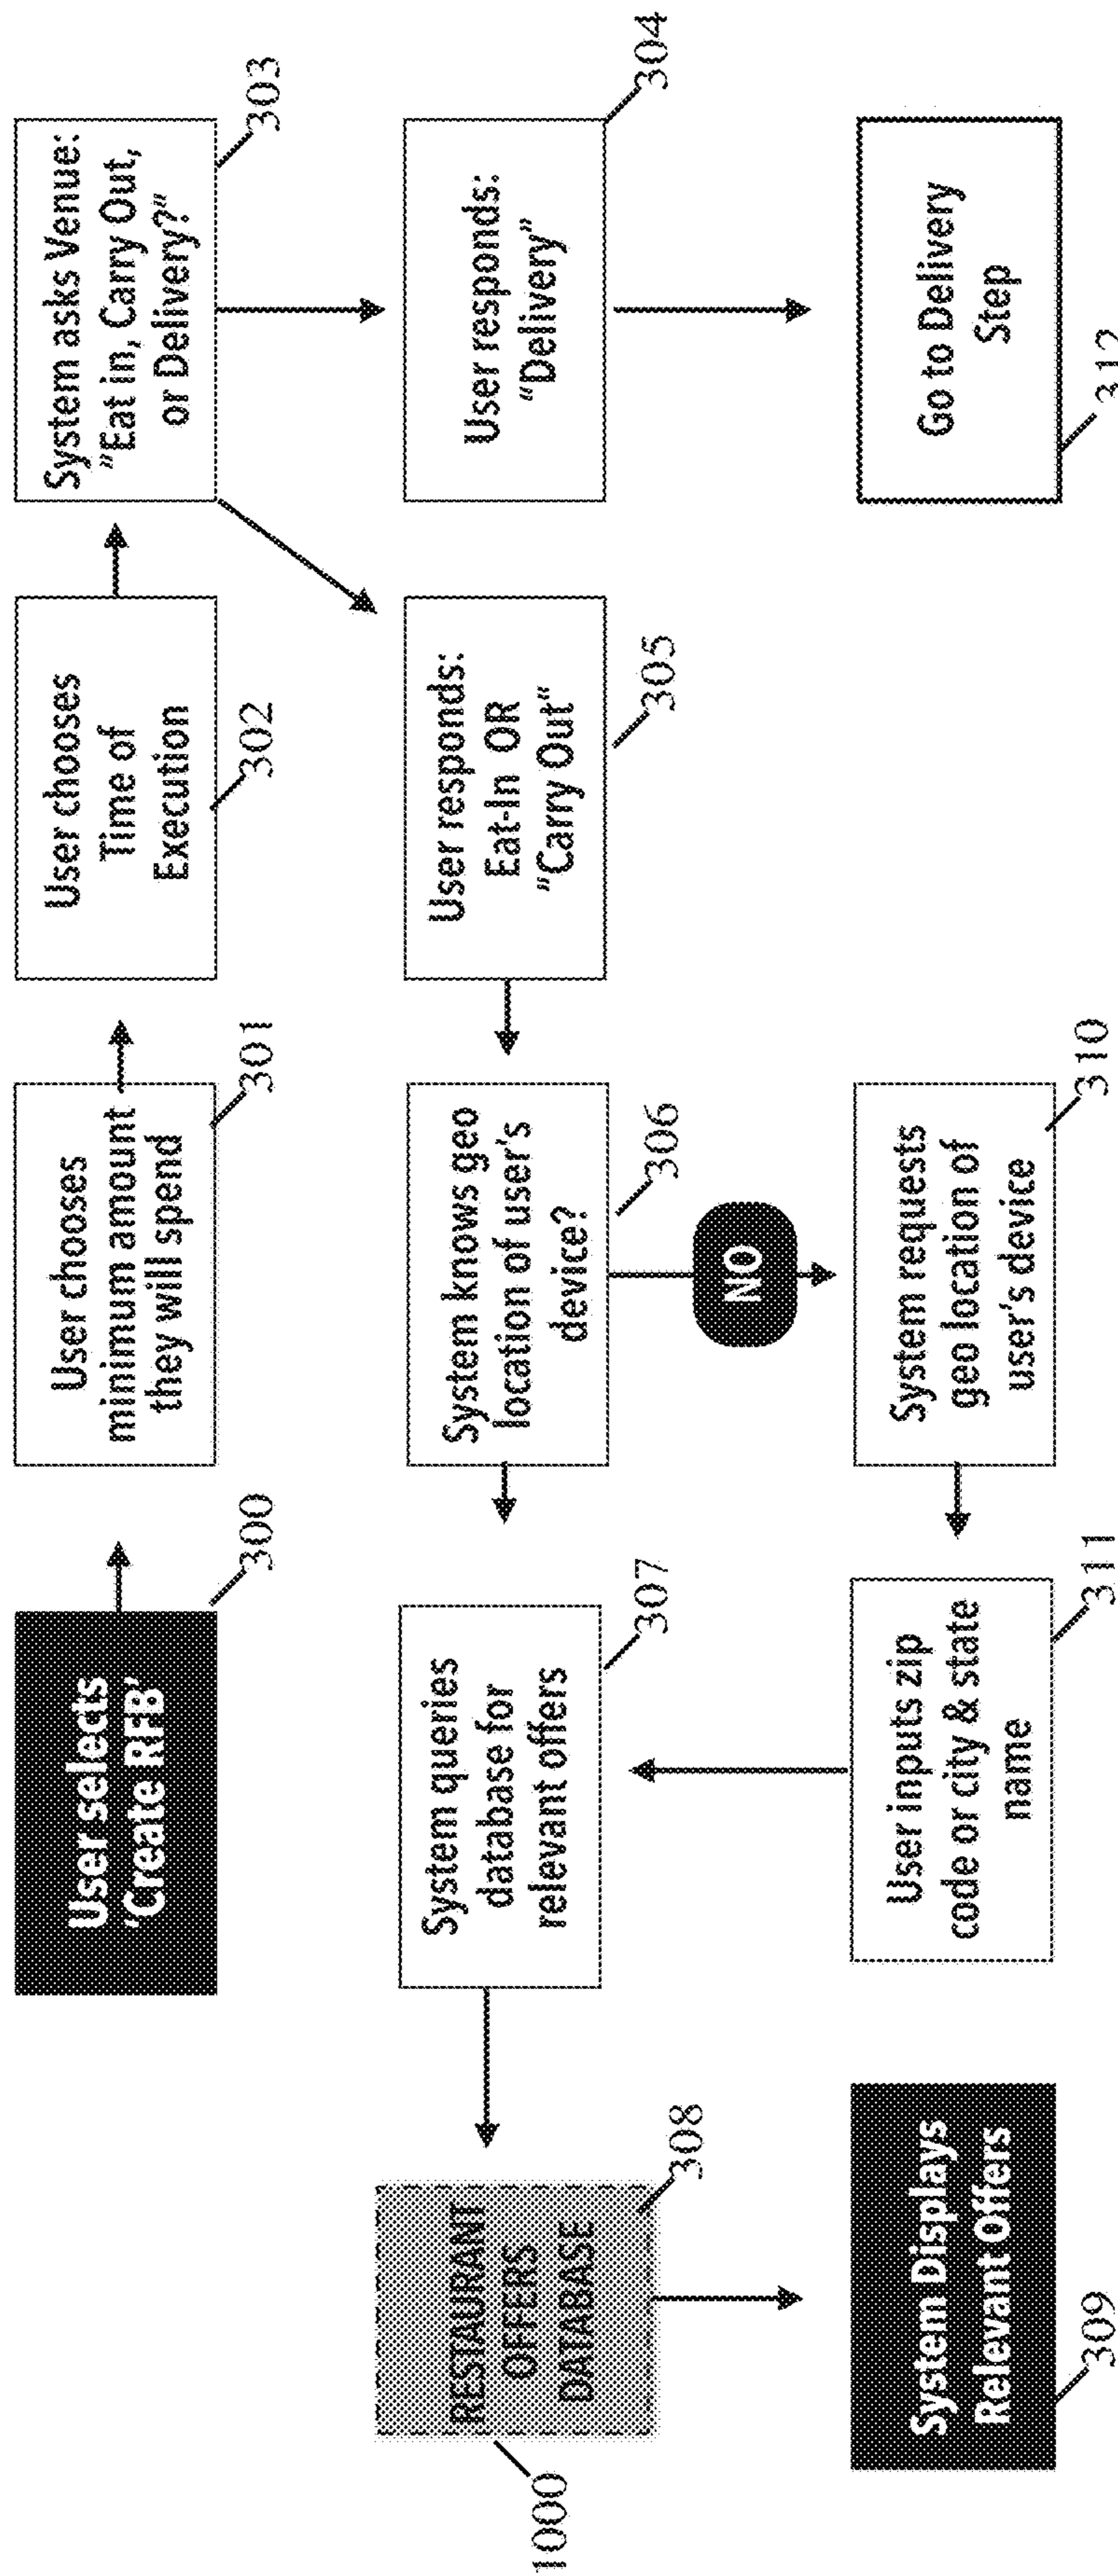 User selects
'Create RFB'
300
User chooses
minimum amount
they will spend
301
User chooses
Time of
Execution
302
System asks Venue:
"Eat in, Carry Out,
or Delivery?"
303
User responds:
"Delivery"
304
User responds:
Eat-In OR
"Carry Out"
305
System knows geo
location of user's
device?
306
NO
System queries
database for
relevant offers
307
RESTAURANT
OFFERS
DATABASE
308
1000
System Displays
Relevant Offers
309
System requests
geo location of
user's device
310
User inputs zip
code or city & state
name
311
Go to Delivery
Step
312